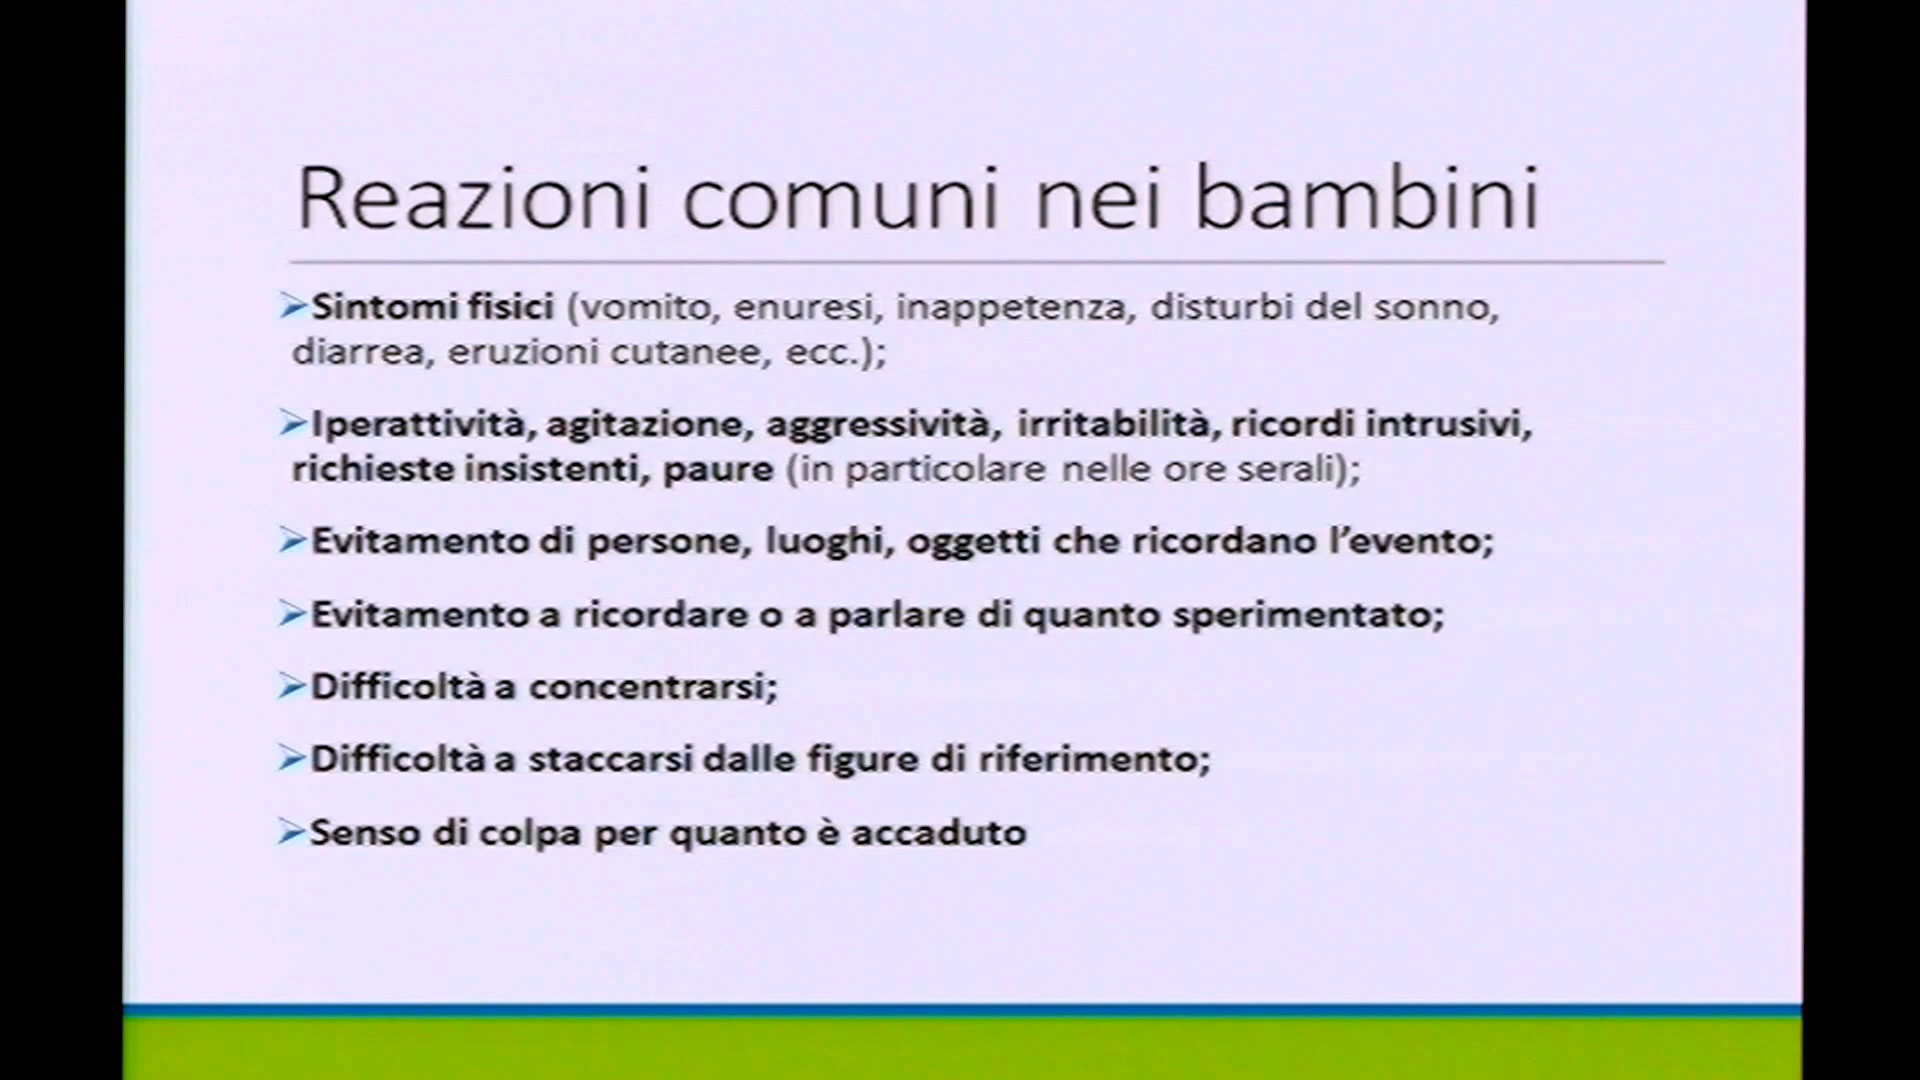 Reazioni comuni nei bambini
➢Sintomi fisici (vomito, enuresi, inappetenza, disturbi del sonno,
diarrea, eruzioni cutanee, ecc.);
➢Iperattività, agitazione, aggressività, irritabilità, ricordi intrusivi,
richieste insistenti, paure (in particolare nelle ore serali);
➢Evitamento di persone, luoghi, oggetti che ricordano l’evento;
➢Evitamento a ricordare o a parlare di quanto sperimentato;
➢Difficoltà a concentrarsi;
➢Difficoltà a staccarsi dalle figure di riferimento;
➢Senso di colpa per quanto è accaduto